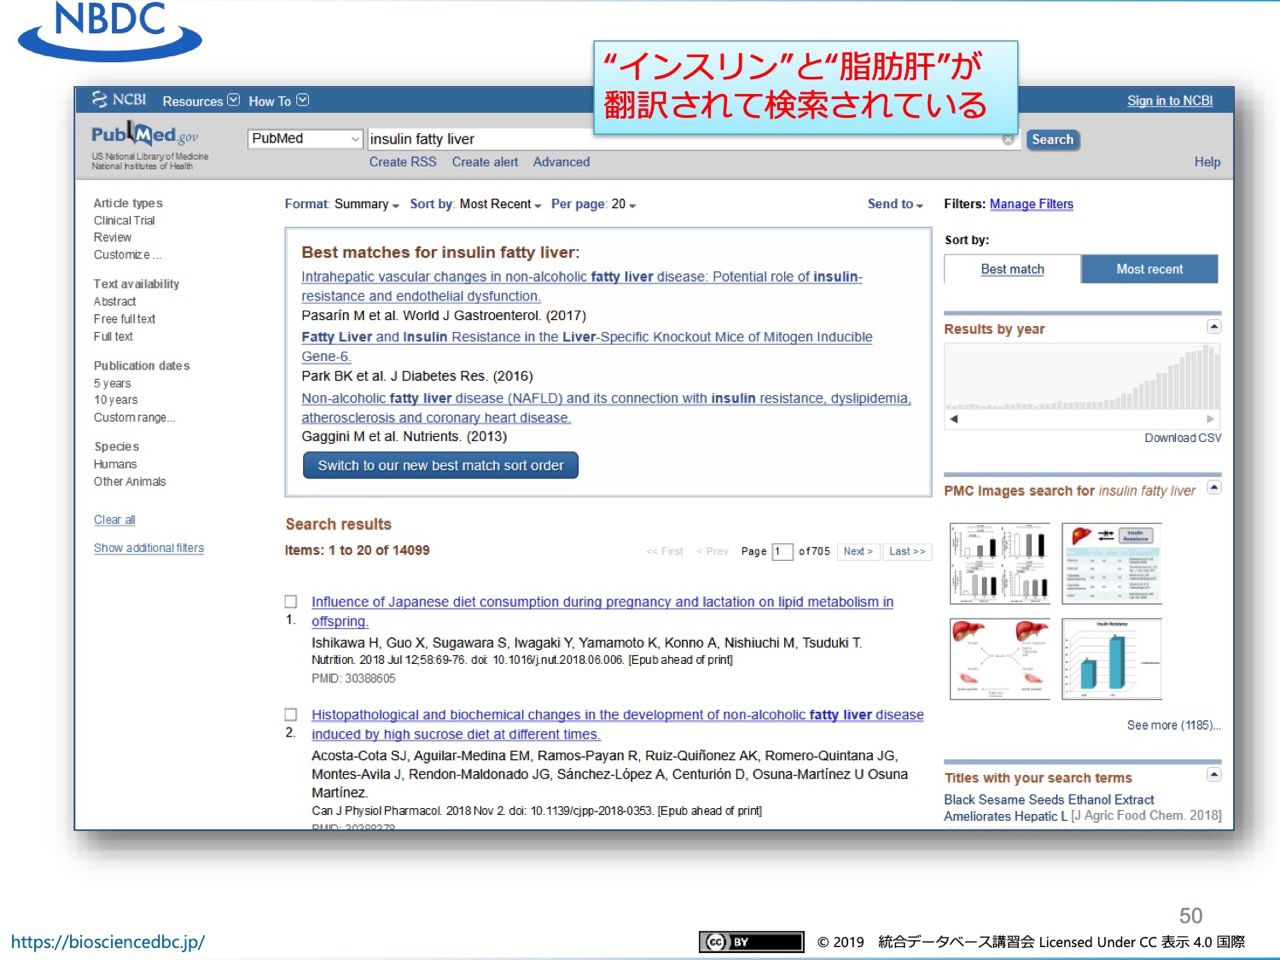 NBDC
“インスリン”と“脂肪肝”が
翻訳されて検索されている
NCBI Resources How To Sign in to NCBI
PubMed.gov
US National Library of Medicine
National Institutes of Health
PubMed insulin fatty liver Search
Create RSS Create alert Advanced Help
Article types
Clinical Trial
Review
Customize ...
Text availability
Abstract
Free full text
Full text
Publication dates
5 years
10 years
Custom range...
Species
Humans
Other Animals
Clear all
Show additional filters
Format: Summary Sort by: Most Recent Per page: 20 Send to
Best matches for insulin fatty liver:
Intrahepatic vascular changes in non-alcoholic fatty liver disease: Potential role of insulin-
resistance and endothelial dysfunction.
Pasarín M et al. World J Gastroenterol. (2017)
Fatty Liver and Insulin Resistance in the Liver-Specific Knockout Mice of Mitogen Inducible
Gene-6.
Park BK et al. J Diabetes Res. (2016)
Non-alcoholic fatty liver disease (NAFLD) and its connection with insulin resistance, dyslipidemia,
atherosclerosis and coronary heart disease.
Gaggini M et al. Nutrients. (2013)
Switch to our new best match sort order
Search results
Items: 1 to 20 of 14099
<< First < Prev Page 1 of 705 Next > Last >>
1. Influence of Japanese diet consumption during pregnancy and lactation on lipid metabolism in
offspring.
Ishikawa H, Guo X, Sugawara S, Iwagaki Y, Yamamoto K, Konno A, Nishiuchi M, Tsuduki T.
Nutrition. 2018 Jul 12;58:69-76. doi: 10.1016/j.nut.2018.06.006. [Epub ahead of print]
PMID: 30388605
2. Histopathological and biochemical changes in the development of non-alcoholic fatty liver disease
induced by high sucrose diet at different times.
Acosta-Cota SJ, Aguilar-Medina EM, Ramos-Payan R, Ruiz-Quiñonez AK, Romero-Quintana JG,
Montes-Avila J, Rendon-Maldonado JG, Sánchez-López A, Centurión D, Osuna-Martínez U Osuna
Martínez.
Can J Physiol Pharmacol. 2018 Nov 2. doi: 10.1139/cjpp-2018-0353. [Epub ahead of print]
PMID: 30388378
Filters: Manage Filters
Sort by:
Best match Most recent
Results by year
Download CSV
PMC Images search for insulin fatty liver
Insulin
Resistance
Insulin Resistance
See more (1185)...
Titles with your search terms
Black Sesame Seeds Ethanol Extract
Ameliorates Hepatic L [J Agric Food Chem. 2018]
50
https://biosciencedbc.jp/
CC BY © 2019 統合データベース講習会 Licensed Under CC 表示 4.0 国際